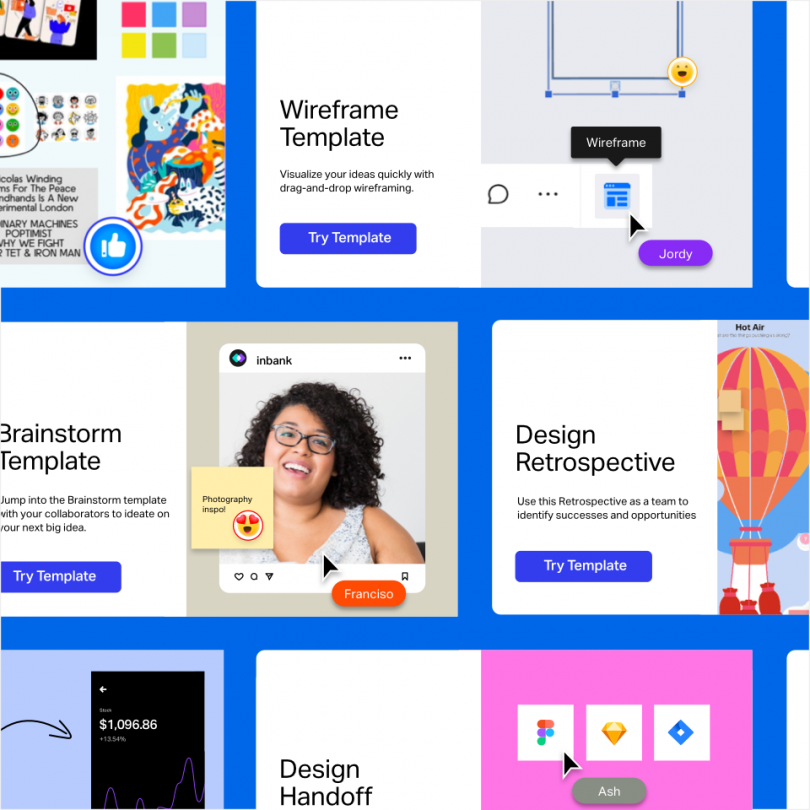 Wireframe
Template
Visualize your ideas quickly with
drag-and-drop wireframing.
Try Template
Wireframe
Jordy
icolas Winding
ms For The Peace
ndhands Is A New
erimental London
INARY MACHINES
POPTIMIST
WHY WE FIGHT
R TET & IRON MAN
Brainstorm
Template
Jump into the Brainstorm template
with your collaborators to ideate on
your next big idea.
Try Template
inbank
Photography
inspo!
Franciso
Design
Retrospective
Use this Retrospective as a team to
identify successes and opportunities
Try Template
Hot Air
Stock
$1,096.86
+13.54%
Design
Handoff
Ash